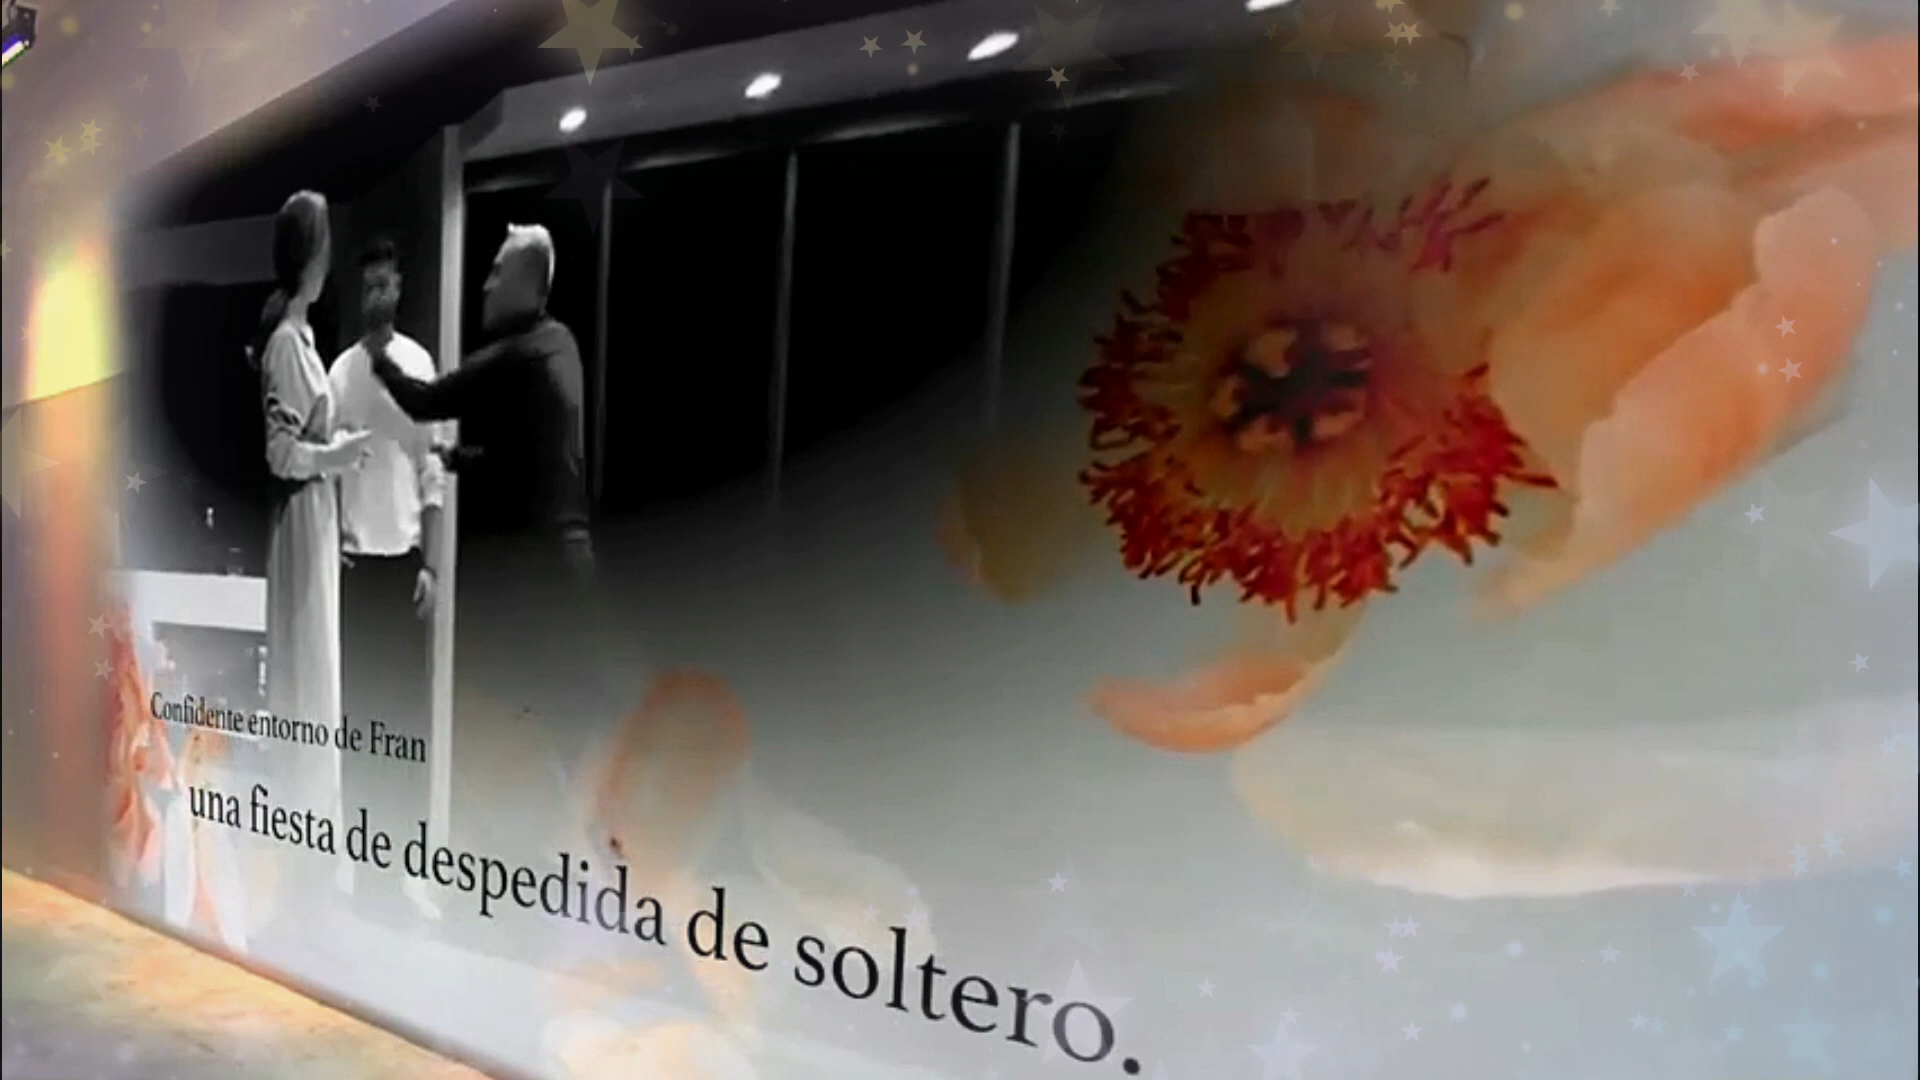 Confidente entorno de Fran
una fiesta de despedida de soltero.